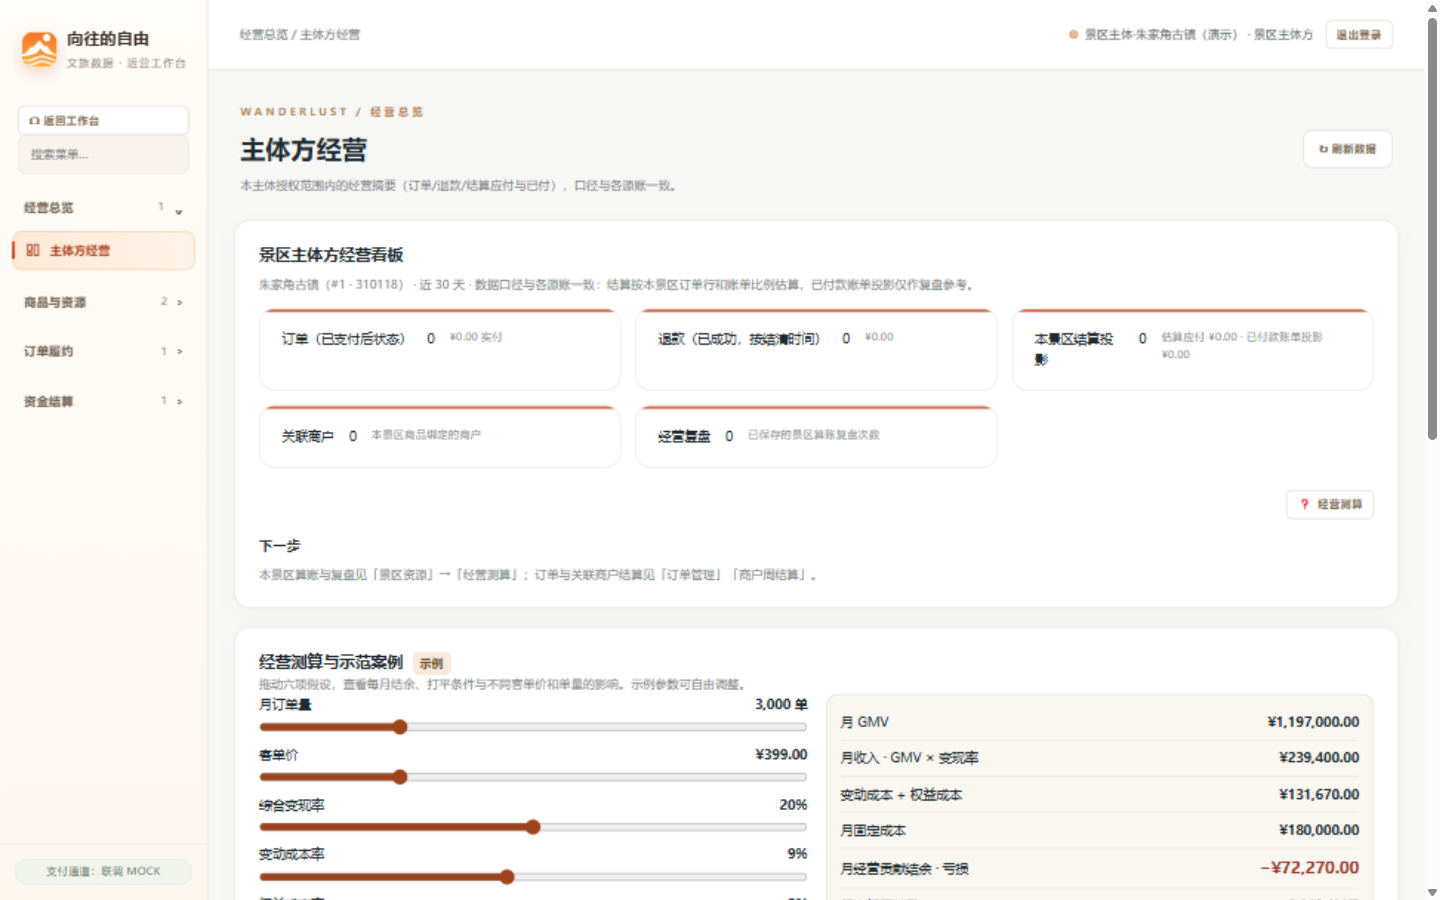 向往的自由
文旅数据 · 运营工作台
返回工作台
搜索菜单...
经营总览 1
主体方经营
商品与资源 2
订单履约 1
资金结算 1
支付通道：联调 MOCK
经营总览 / 主体方经营
景区主体·朱家角古镇（演示） · 景区主体方
退出登录
WANDERLUST / 经营总览
主体方经营
本主体授权范围内的经营摘要（订单/退款/结算应付与已付），口径与各源账一致。
↻ 刷新数据
景区主体方经营看板
朱家角古镇（#1 · 310118） · 近 30 天 · 数据口径与各源账一致：结算按本景区订单行和账单比例估算，已付款账单投影仅作复盘参考。
订单（已支付后状态） 0 ¥0.00 实付
退款（已成功，按结清时间） 0 ¥0.00
本景区结算投影 0 估算应付 ¥0.00 · 已付款账单投影 ¥0.00
关联商户 0 本景区商品绑定的商户
经营复盘 0 已保存的景区算账复盘次数
❓ 经营测算
下一步
本景区算账与复盘见「景区资源」→「经营测算」；订单与关联商户结算见「订单管理」「商户周结算」。
经营测算与示范案例 示例
拖动六项假设，查看每月结余、打平条件与不同客单价和单量的影响。示例参数可自由调整。
月订单量 3,000 单
客单价 ¥399.00
综合变现率 20%
变动成本率 9%
月 GMV ¥1,197,000.00
月收入 · GMV × 变现率 ¥239,400.00
变动成本 + 权益成本 ¥131,670.00
月固定成本 ¥180,000.00
月经营贡献结余 · 亏损 −¥72,270.00